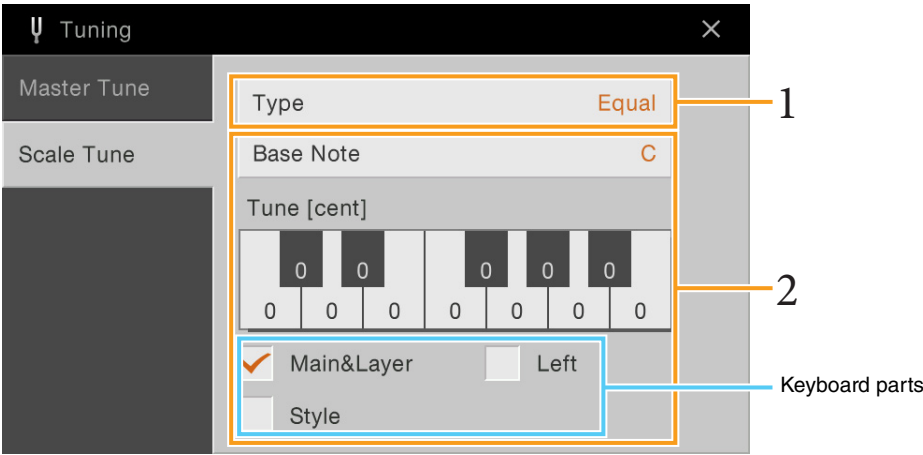 Tuning
Master Tune
Scale Tune
Type Equal
1
Base Note C
Tune [cent]
0 0 0 0 0
0 0 0 0 0 0 0
2
Main&Layer Left
Keyboard parts
Style